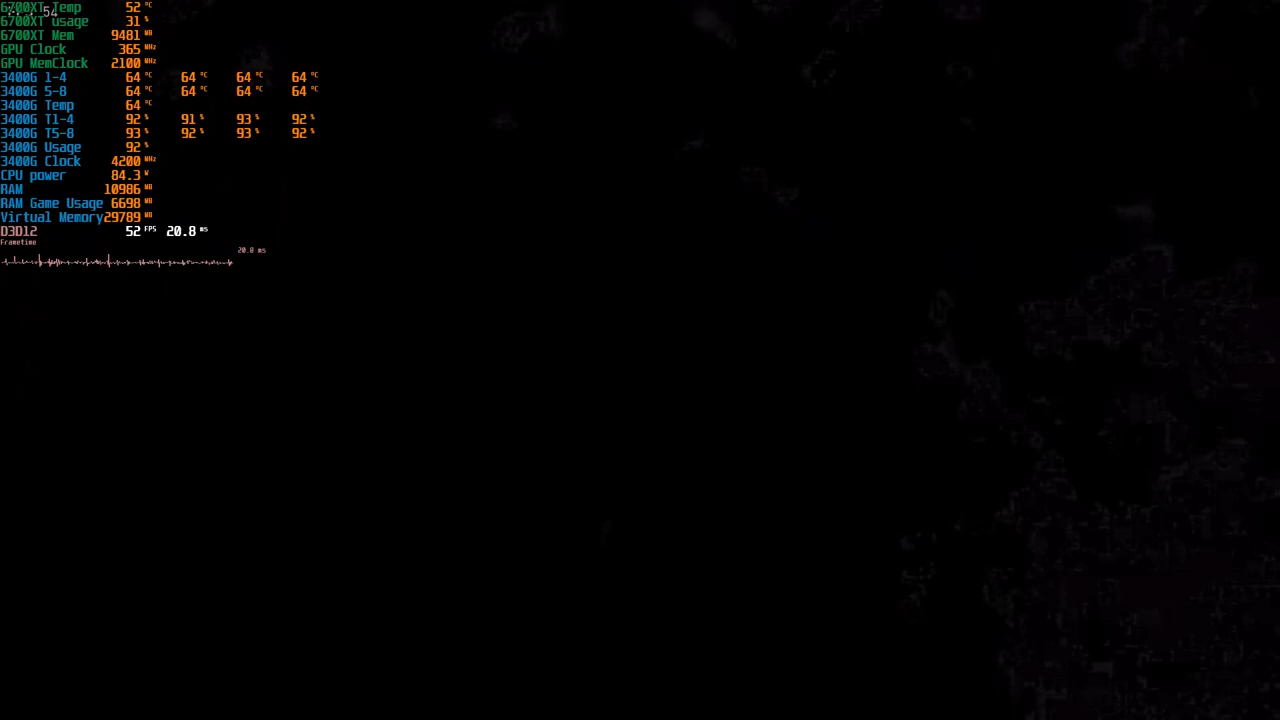 54
6700XT Temp 52 °C
6700XT usage 31 %
6700XT Mem 9481 MB
GPU Clock 365 MHz
GPU MemClock 2100 MHz
3400G 1-4 64 °C 64 °C 64 °C 64 °C
3400G 5-8 64 °C 64 °C 64 °C 64 °C
3400G Temp 64 °C
3400G T1-4 92 % 91 % 93 % 92 %
3400G T5-8 93 % 92 % 93 % 92 %
3400G Usage 92 %
3400G Clock 4200 MHz
CPU power 84.3 W
RAM 10986 MB
RAM Game Usage 6698 MB
Virtual Memory 29789 MB
D3D12 52 FPS 20.8 ms
Frametime
20.8 ms